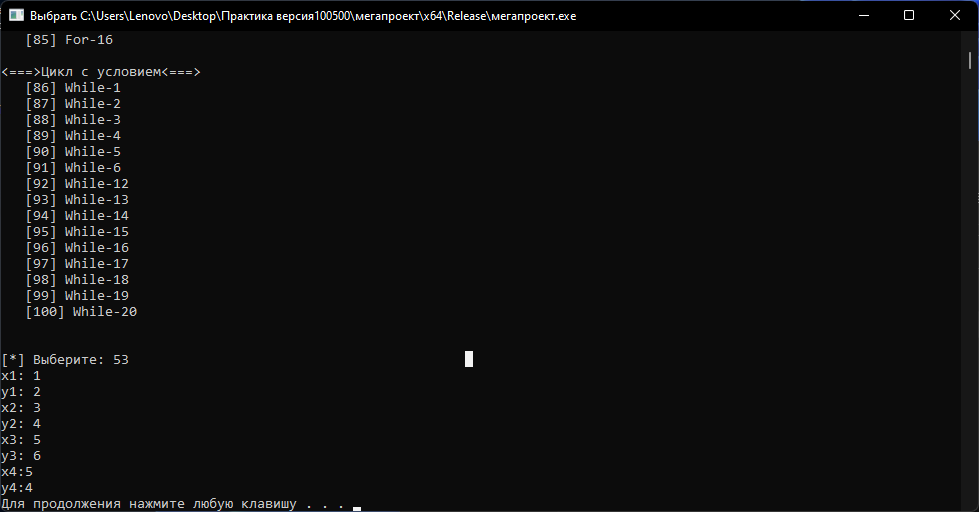 Выбрать C:\Users\Lenovo\Desktop\Практика версия100500\мегапроект\x64\Release\мегапроект.exe
[85] For-16
<===>Цикл с условием<===>
[86] While-1
[87] While-2
[88] While-3
[89] While-4
[90] While-5
[91] While-6
[92] While-12
[93] While-13
[94] While-14
[95] While-15
[96] While-16
[97] While-17
[98] While-18
[99] While-19
[100] While-20
[*] Выберите: 53
x1: 1
y1: 2
x2: 3
y2: 4
x3: 5
y3: 6
x4:5
y4:4
Для продолжения нажмите любую клавишу . . .